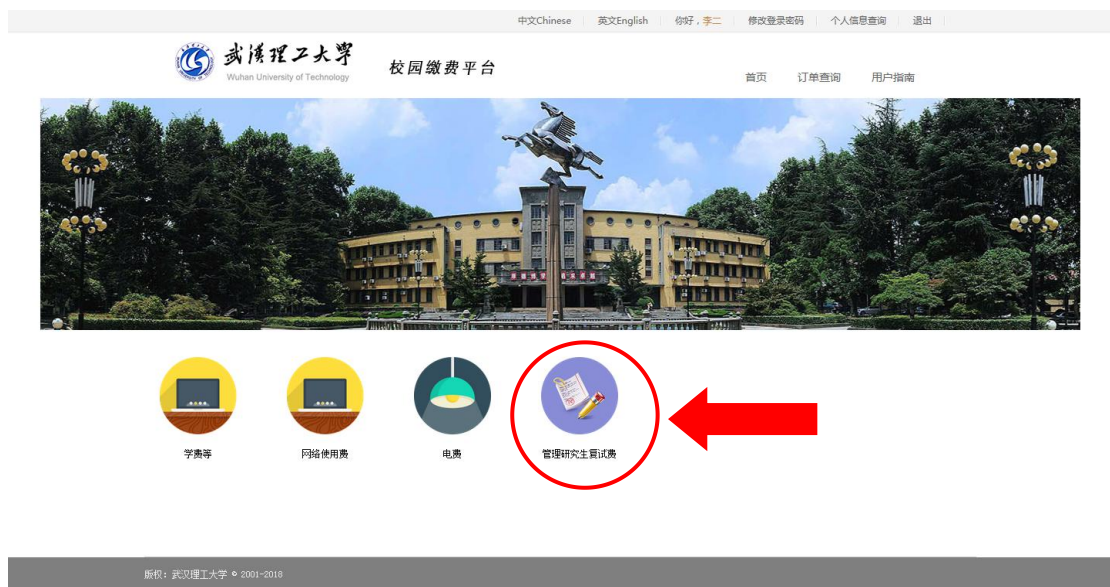 中文Chinese 英文English 你好，李二 修改登录密码 个人信息查询 退出
武汉理工大学
Wuhan University of Technology
校园缴费平台
首页 订单查询 用户指南
学费等 网络使用费 电费 管理研究生复试费
版权：武汉理工大学 © 2001-2018